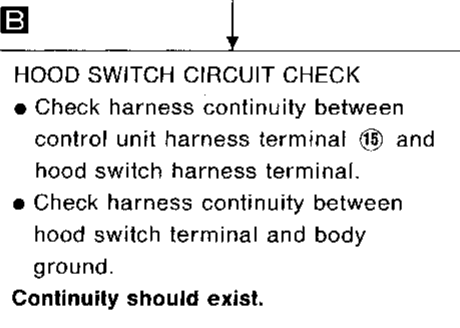 B
HOOD SWITCH CIRCUIT CHECK
● Check harness continuity between
control unit harness terminal ⑮ and
hood switch harness terminal.
● Check harness continuity between
hood switch terminal and body
ground.
Continuity should exist.